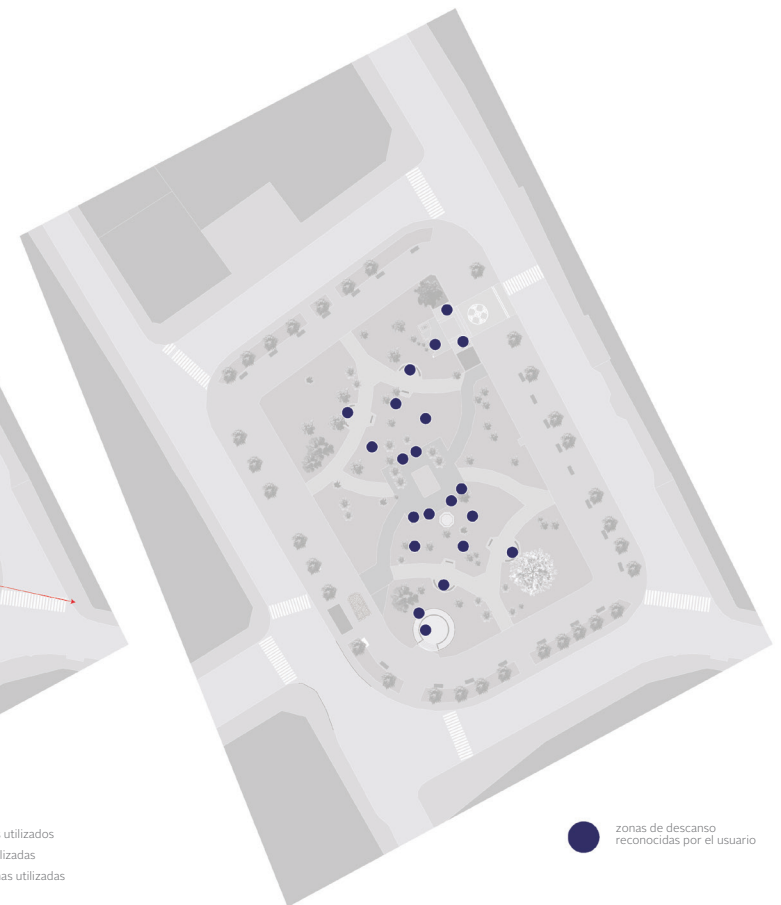 utilizados
lizadas
as utilizadas
zonas de descanso
reconocidas por el usuario